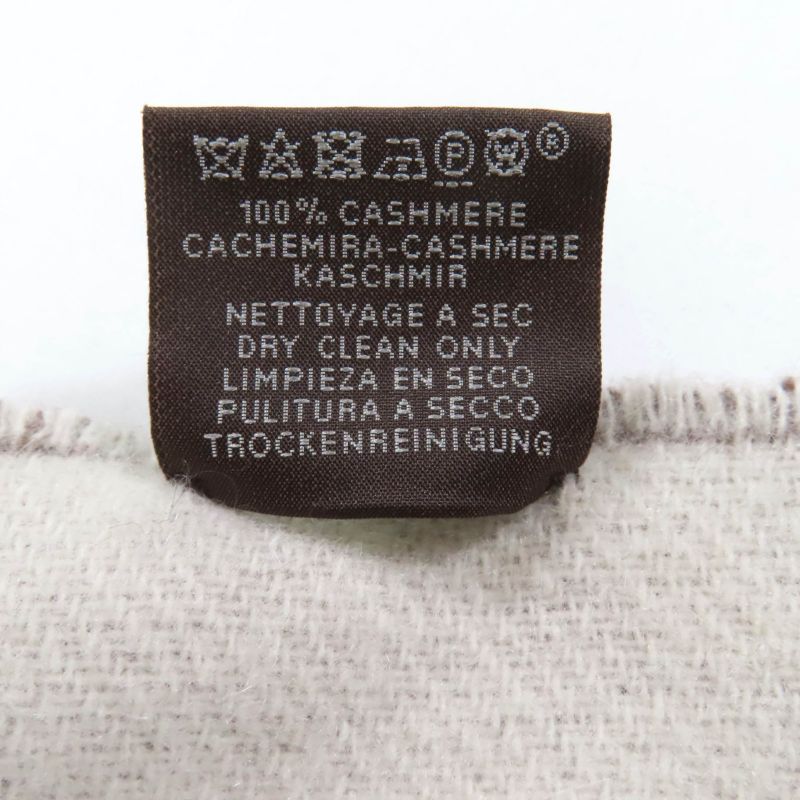 P W ®
100% CASHMERE
CACHEMIRA-CASHMERE
KASCHMIR
NETTOYAGE A SEC
DRY CLEAN ONLY
LIMPIEZA EN SECO
PULITURA A SECCO
TROCKENREINIGUNG